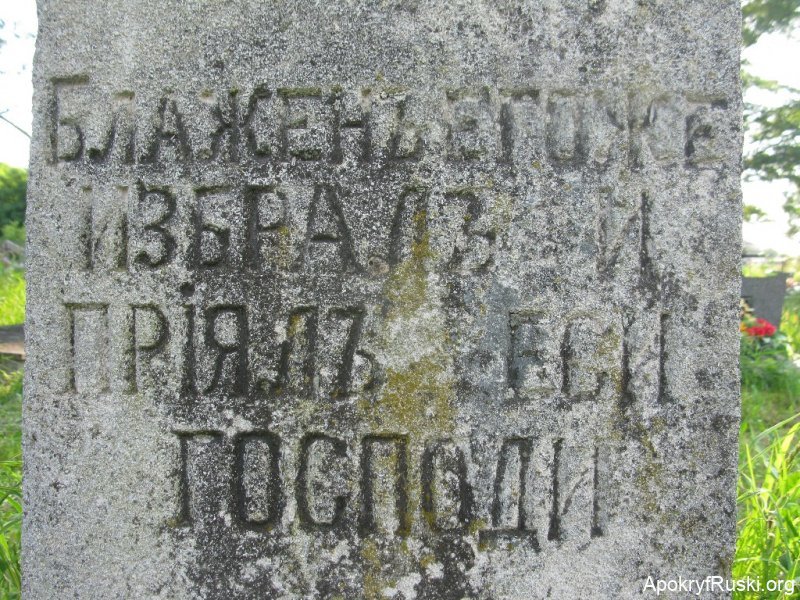 БЛАЖЕНЪ ЕГОЖЕ
ИЗБРАЛЪ И
ПРІЯЛЪ ЕСИ
ГОСПОДИ
ApokryfRuski.org